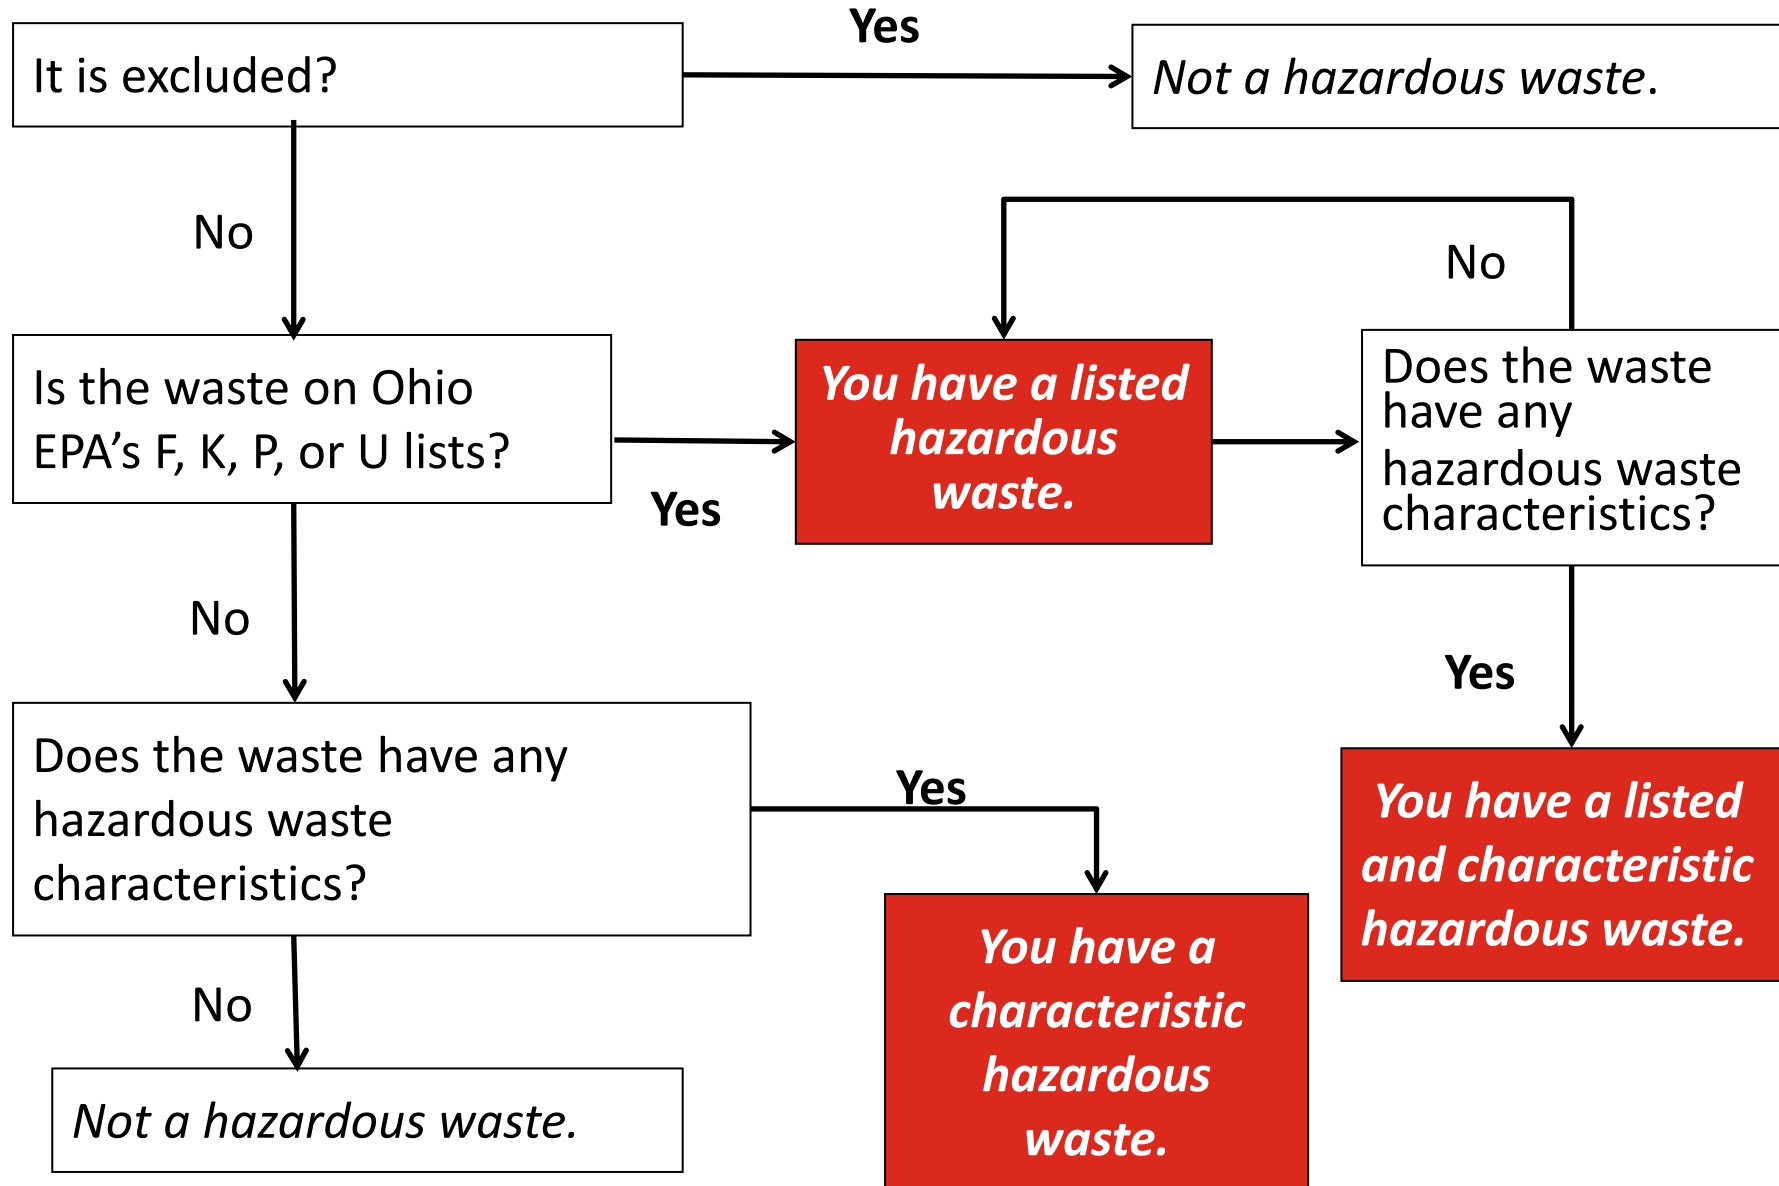 It is excluded?
Yes
Not a hazardous waste.
No
Is the waste on Ohio
EPA’s F, K, P, or U lists?
Yes
You have a listed
hazardous
waste.
No
Does the waste
have any
hazardous waste
characteristics?
Yes
You have a listed
and characteristic
hazardous waste.
No
Does the waste have any
hazardous waste
characteristics?
Yes
You have a
characteristic
hazardous
waste.
No
Not a hazardous waste.